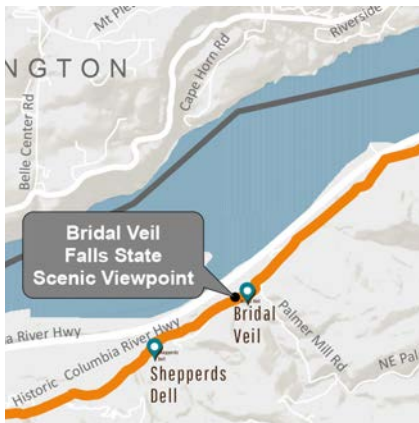 Mt Ple
Riverside
NGTON
Cape Horn Rd
Belle Center Rd
Bridal Veil
Falls State
Scenic Viewpoint
Bridal
Veil
a River Hwy
Historic Columbia River Hwy
Palmer Mill Rd
Shepperds
Dell
NE Pal